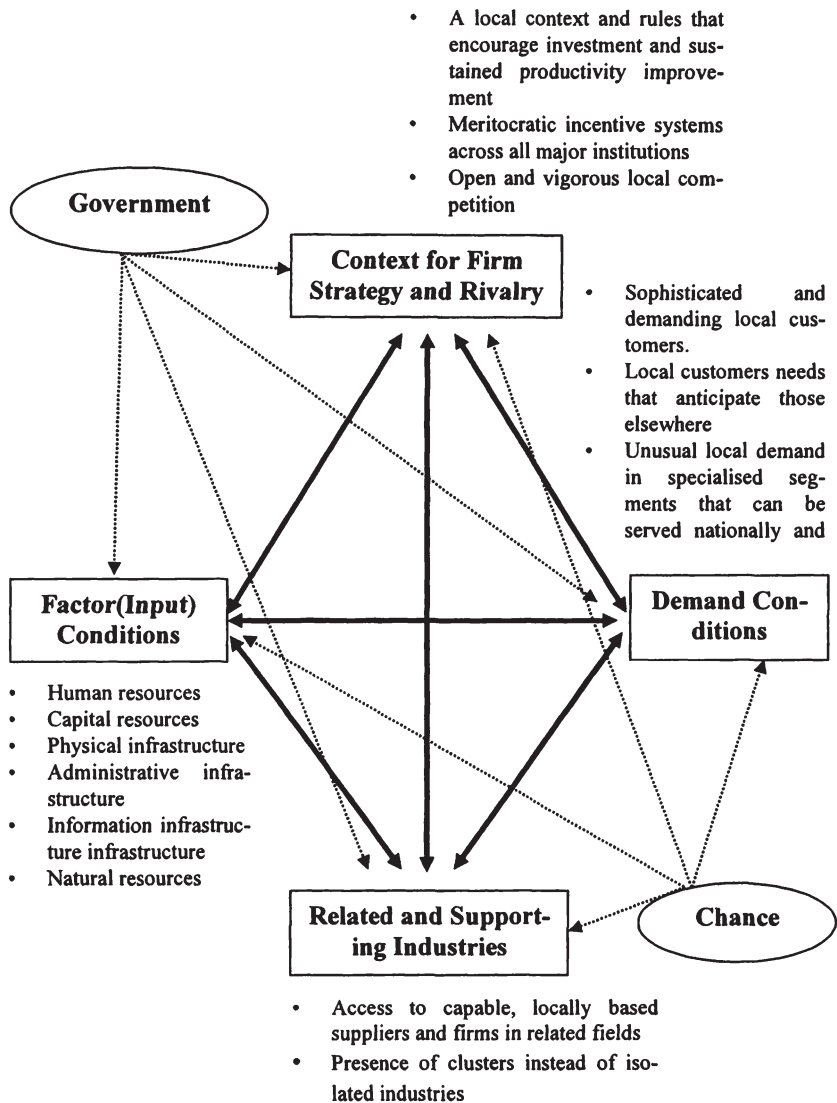 • A local context and rules that
encourage investment and sus-
tained productivity improve-
ment
• Meritocratic incentive systems
across all major institutions
• Open and vigorous local com-
petition
Government
Context for Firm
Strategy and Rivalry
• Sophisticated and
demanding local cus-
tomers.
• Local customers needs
that anticipate those
elsewhere
• Unusual local demand
in specialised seg-
ments that can be
served nationally and
Factor(Input)
Conditions
Demand Con-
ditions
• Human resources
• Capital resources
• Physical infrastructure
• Administrative infra-
structure
• Information infrastruc-
ture infrastructure
• Natural resources
Related and Support-
ing Industries
Chance
• Access to capable, locally based
suppliers and firms in related fields
• Presence of clusters instead of iso-
lated industries